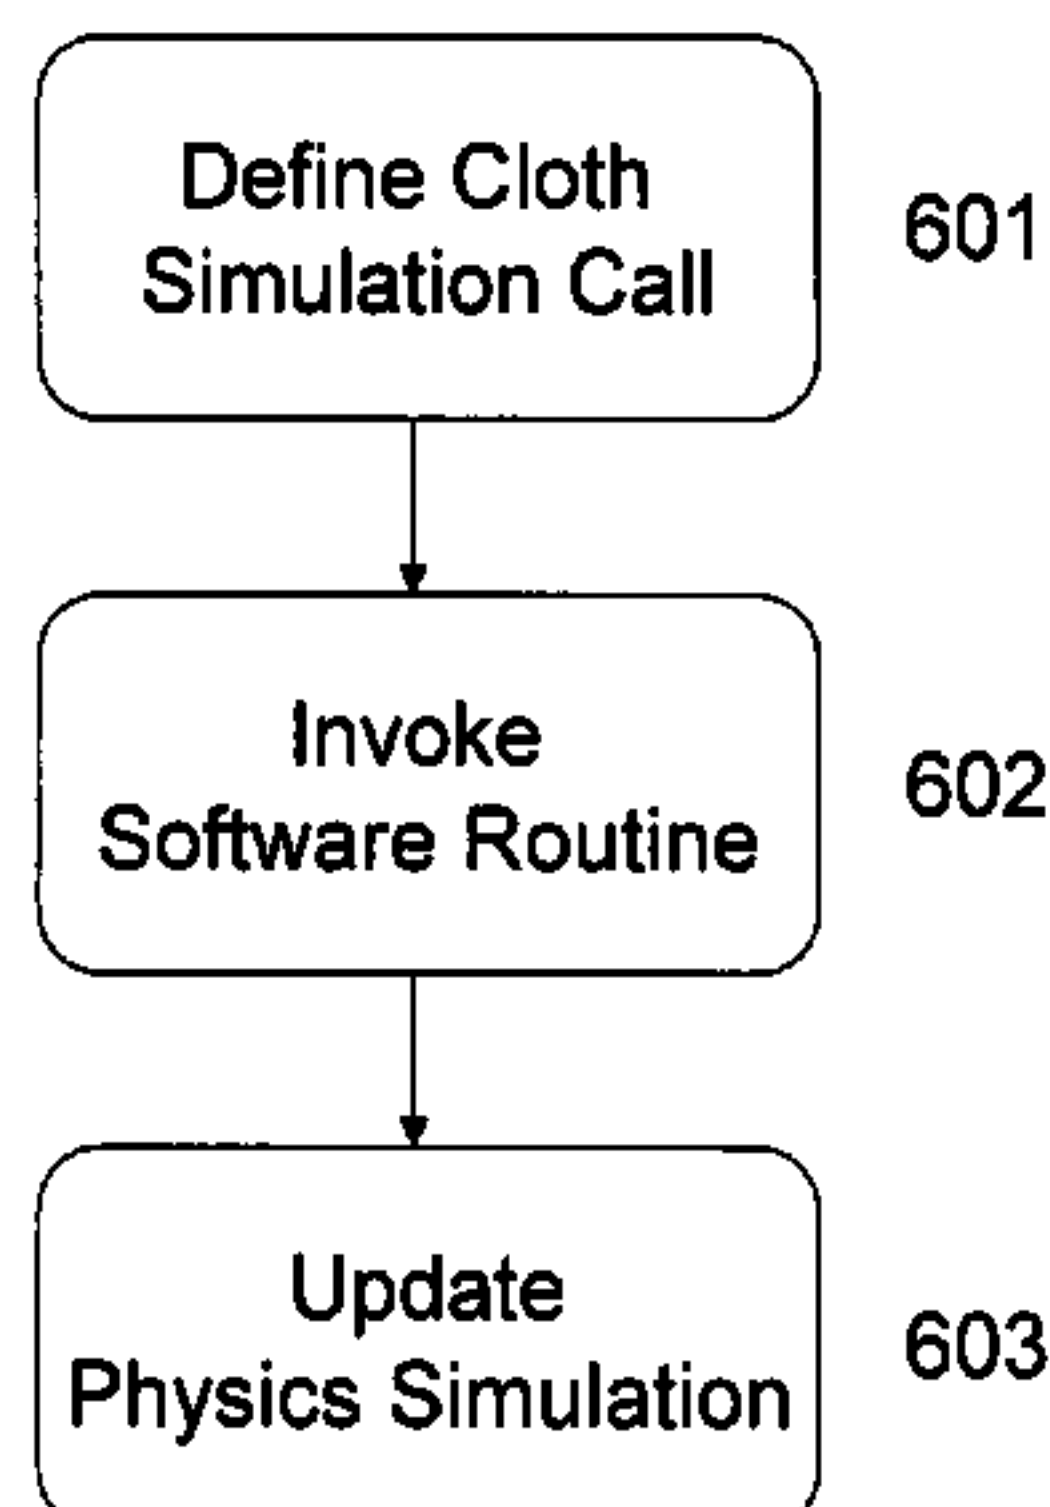 Define Cloth
Simulation Call
601
Invoke
Software Routine
602
Update
Physics Simulation
603